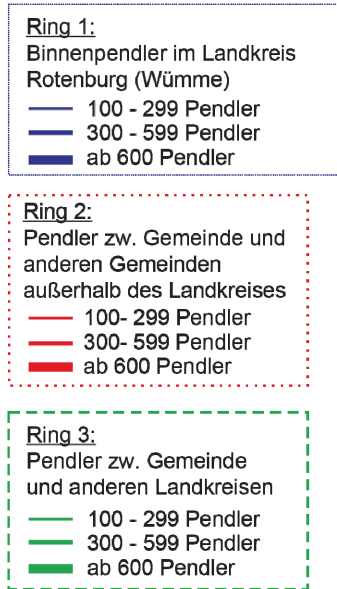 Ring 1:
Binnenpendler im Landkreis
Rotenburg (Wümme)
100 - 299 Pendler
300 - 599 Pendler
ab 600 Pendler
Ring 2:
Pendler zw. Gemeinde und
anderen Gemeinden
außerhalb des Landkreises
100- 299 Pendler
300- 599 Pendler
ab 600 Pendler
Ring 3:
Pendler zw. Gemeinde
und anderen Landkreisen
100 - 299 Pendler
300 - 599 Pendler
ab 600 Pendler